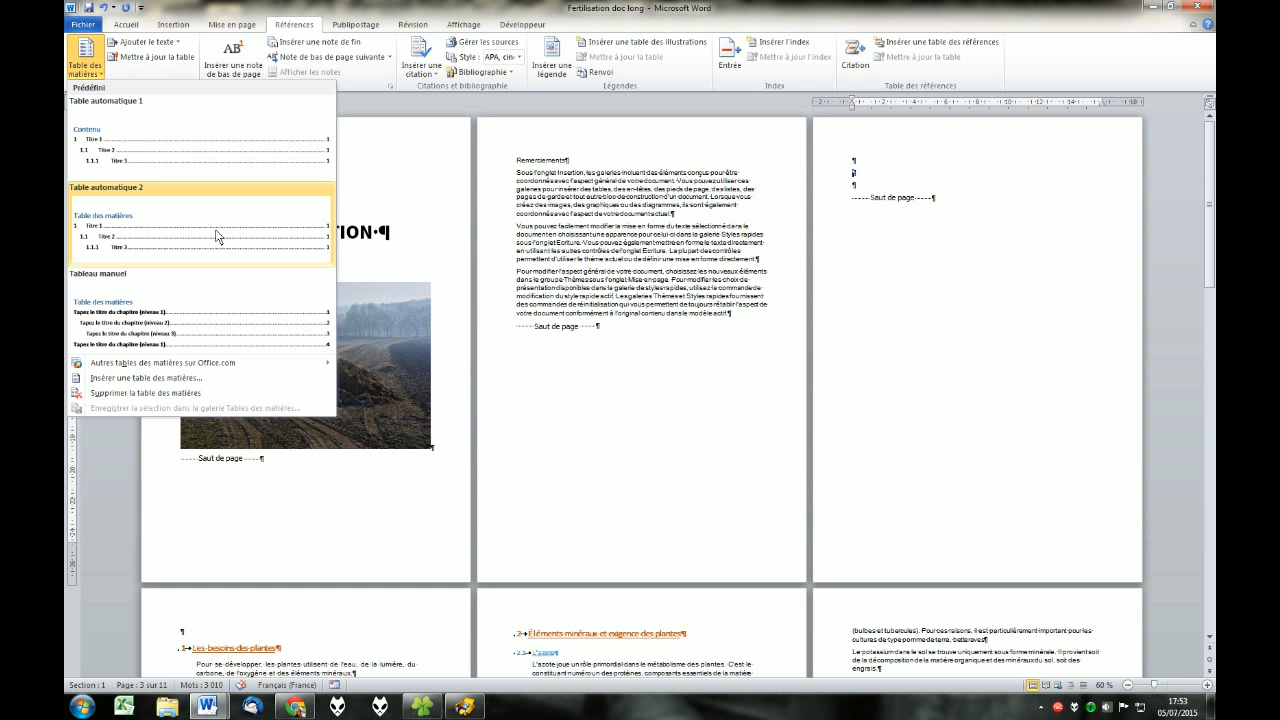 Fertilisation doc long - Microsoft Word
Fichier Accueil Insertion Mise en page Références Publipostage Révision Affichage Développeur
Table des matières
Ajouter le texte
Mettre à jour la table
AB¹
Insérer une note de bas de page
Insérer une note de fin
Note de bas de page suivante
Afficher les notes
Insérer une citation
Gérer les sources
Style : APA, cin
Bibliographie
Citations et bibliographie
Insérer une légende
Insérer une table des illustrations
Mettre à jour la table
Renvoi
Légendes
Entrée
Insérer l'index
Mettre à jour l'index
Index
Citation
Insérer une table des références
Mettre à jour la table
Table des références
Prédéfini
Table automatique 1
Contenu
1 Titre 1 1
1.1 Titre 2 1
1.1.1 Titre 3 1
Table automatique 2
Table des matières
1 Titre 1 1
1.1 Titre 2 1
1.1.1 Titre 3 1
Tableau manuel
Table des matières
Tapez le titre du chapitre (niveau 1) 1
Tapez le titre du chapitre (niveau 2) 2
Tapez le titre du chapitre (niveau 3) 3
Tapez le titre du chapitre (niveau 1) 4
Autres tables des matières sur Office.com
Insérer une table des matières...
Supprimer la table des matières
Enregistrer la sélection dans la galerie Tables des matières...
TION·¶
Saut de page ¶
Remerciements¶
Sous l'onglet Insertion, les galeries incluent des éléments conçus pour être
coordonnés avec l'aspect général de votre document. Vous pouvez utiliser ces
galeries pour insérer des tables, des en-têtes, des pieds de page, des listes, des
pages de garde et tout autre bloc de construction d'un document. Lorsque vous
créez des images, des graphiques ou des diagrammes, ils sont également
coordonnés avec l'aspect de votre document actuel.¶
Vous pouvez facilement modifier la mise en forme du texte sélectionné dans le
document en choisissant une apparence pour celui-ci dans la galerie Styles rapides
sous l'onglet Ecriture. Vous pouvez également mettre en forme le texte directement
en utilisant les autres contrôles de l'onglet Ecriture. La plupart des contrôles
permettent d'utiliser le thème actuel ou de définir une mise en forme directement.¶
Pour modifier l'aspect général de votre document, choisissez les nouveaux éléments
dans le groupe Thèmes sous l'onglet Mise en page. Pour modifier les choix de
présentation disponibles dans la galerie de styles rapides, utilisez la commande de
modification du style rapide actif. Les galeries Thèmes et Styles rapides fournissent
des commandes de réinitialisation qui vous permettent de toujours rétablir l'aspect de
votre document conformément à l'original contenu dans le modèle actif.¶
Saut de page ¶
¶
¶
¶
Saut de page ¶
¶
1 Les besoins des plantes¶
Pour se développer, les plantes utilisent de l'eau, de la lumière, du
carbone, de l'oxygène et des éléments minéraux.¶
2 Éléments minéraux et exigence des plantes¶
2.1 L'azote¶
L'azote joue un rôle primordial dans le métabolisme des plantes. C'est le
constituant numéro un des protéines, composants essentiels de la matière
(bulbes et tubercules). Pour ces raisons, il est particulièrement important pour les
cultures de type pomme de terre, betteraves¶
Le potassium dans le sol se trouve uniquement sous forme minérale. Il provient soit
de la décomposition de la matière organique et des minéraux du sol, soit des
engrais.¶
Section : 1 Page : 3 sur 11 Mots : 3 010 Français (France) 60 %
17:53
05/07/2015